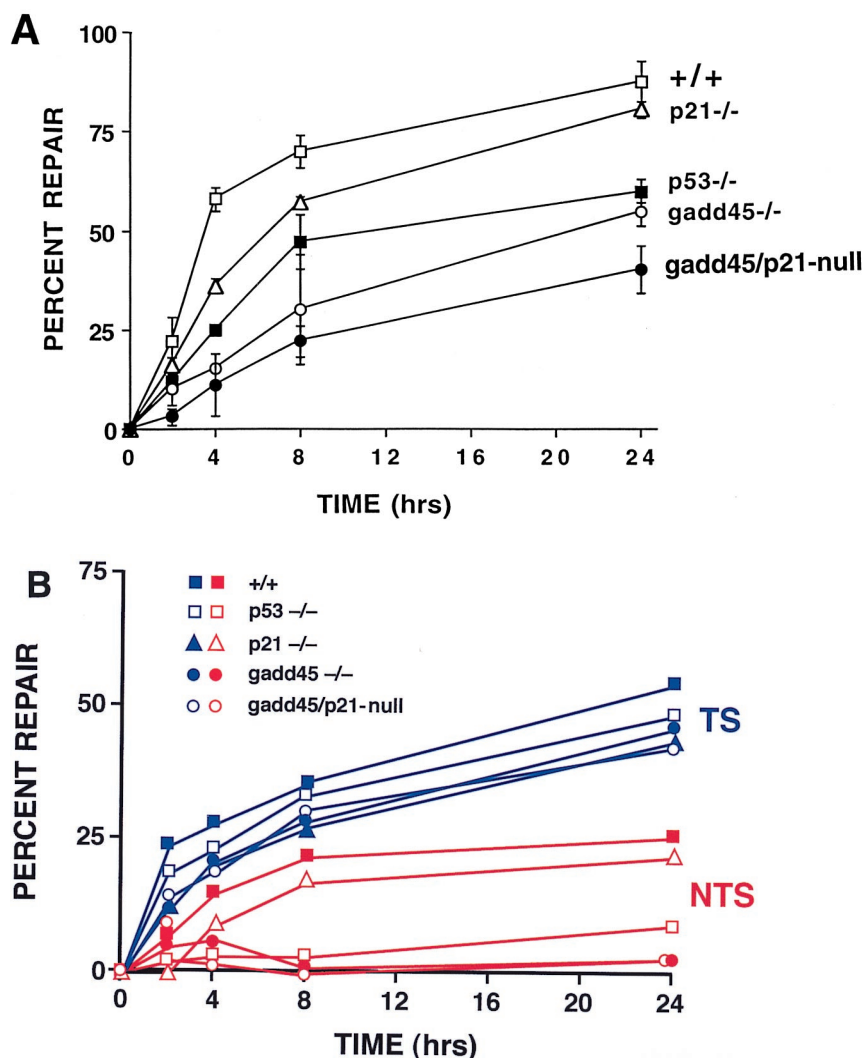 A
100
75
50
25
0
PERCENT REPAIR
+/+
p21-/-
p53-/-
gadd45-/-
gadd45/p21-null
0 4 8 12 16 20 24
TIME (hrs)
B
75
50
25
0
PERCENT REPAIR
+/+
p53 –/–
p21 –/–
gadd45 –/–
gadd45/p21-null
TS
NTS
0 4 8 12 16 20 24
TIME (hrs)